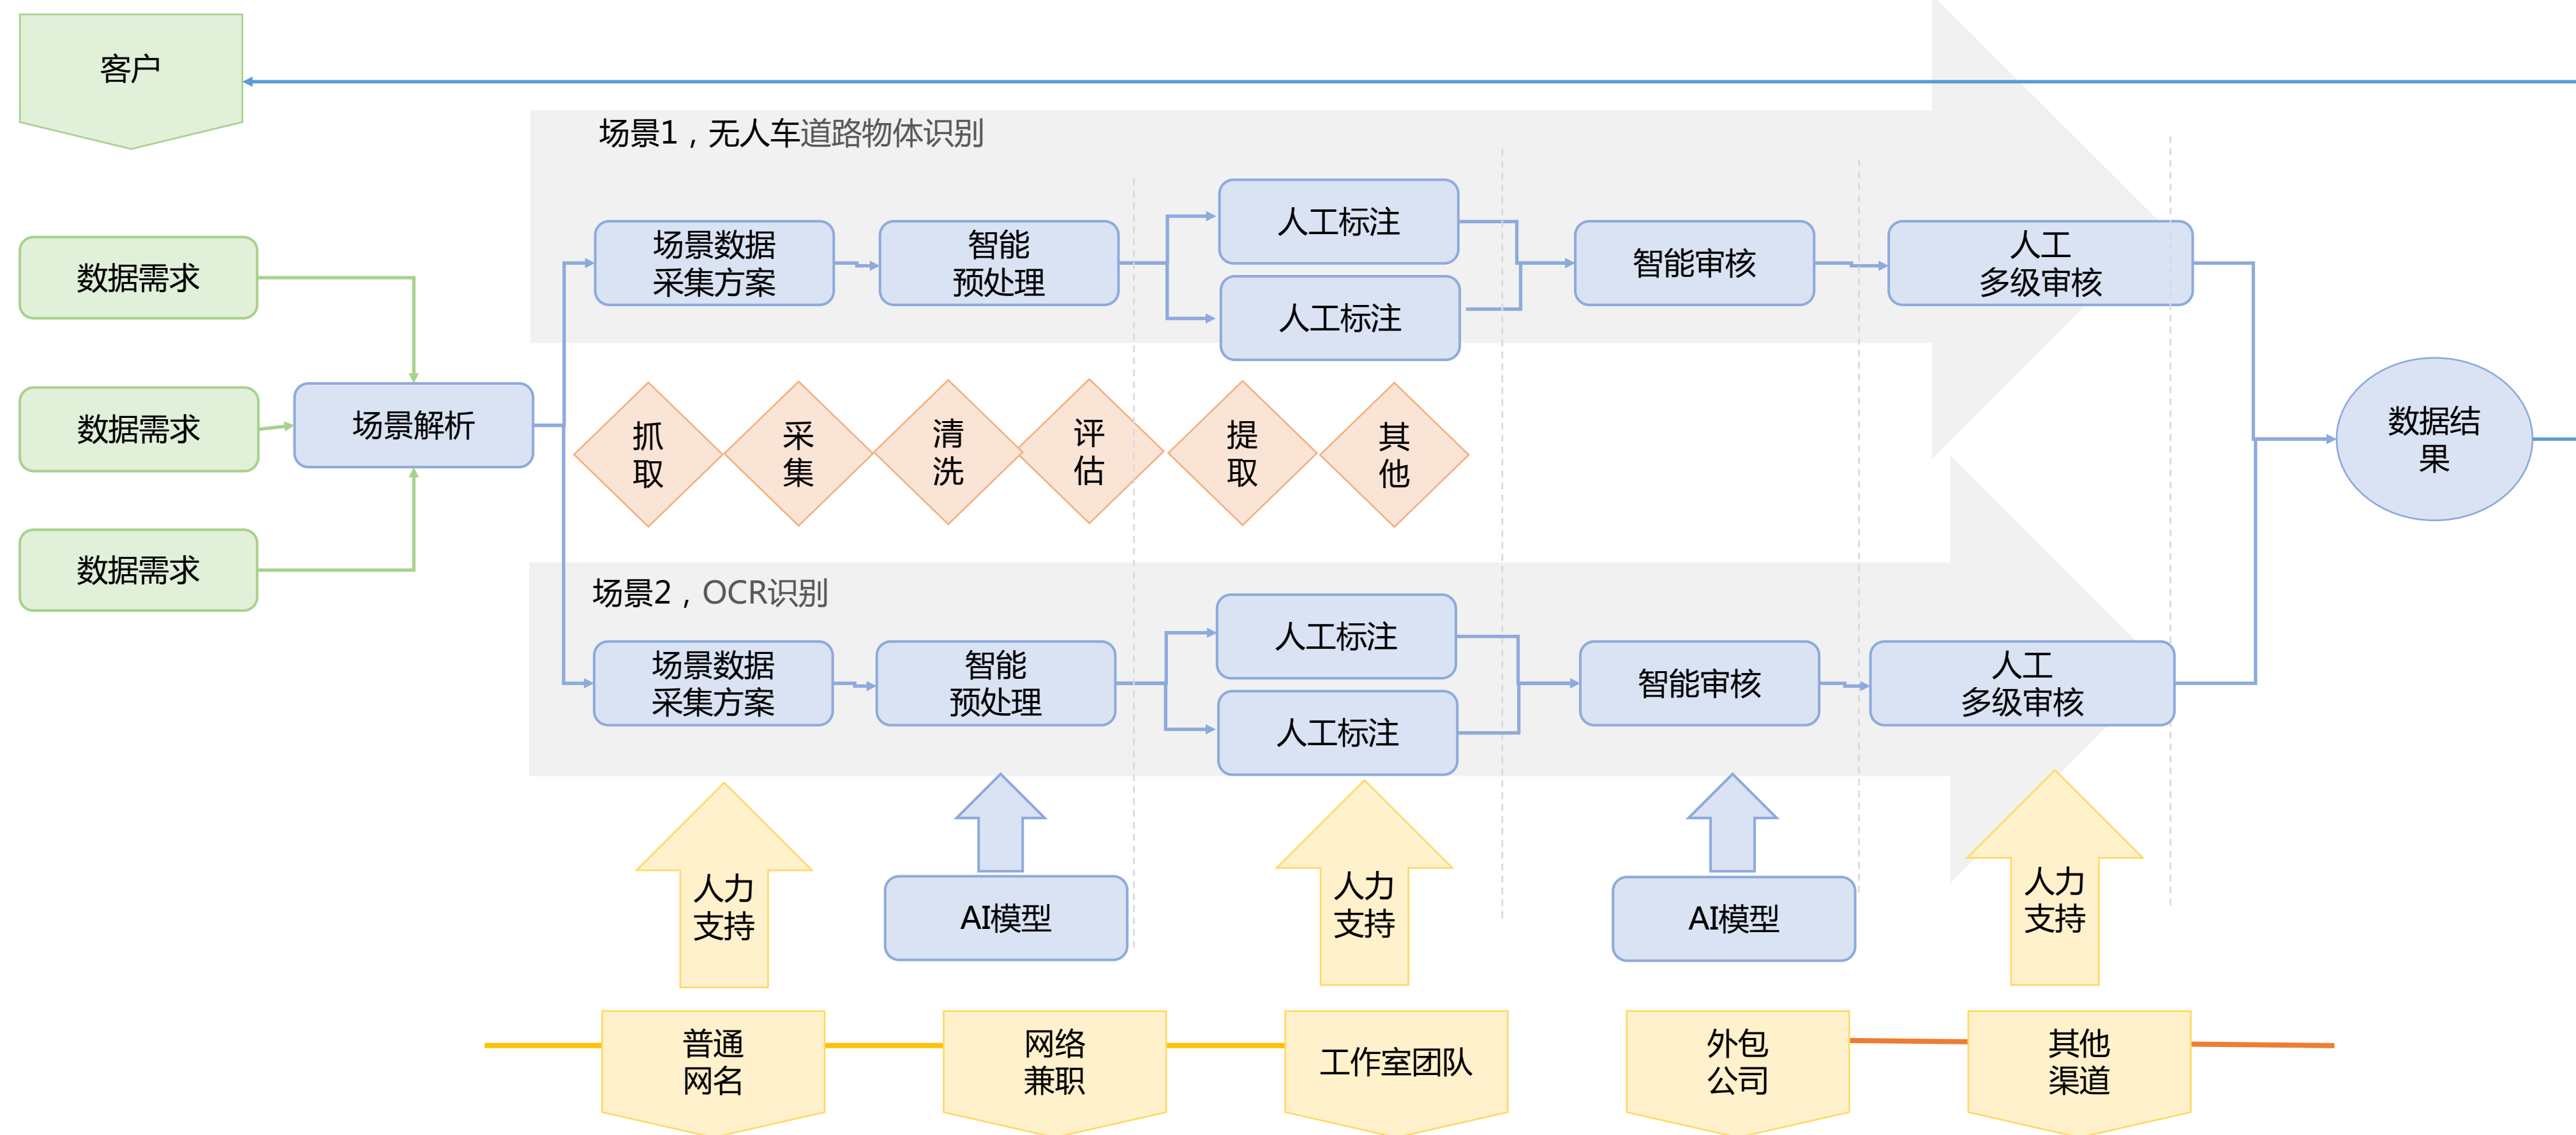 客户
场景1，无人车道路物体识别
数据需求
数据需求
数据需求
场景解析
场景数据
采集方案
智能
预处理
人工标注
人工标注
智能审核
人工
多级审核
抓
取
采
集
清
洗
评
估
提
取
其
他
数据结
果
场景2，OCR识别
场景数据
采集方案
智能
预处理
人工标注
人工标注
智能审核
人工
多级审核
人力
支持
AI模型
人力
支持
AI模型
人力
支持
普通
网名
网络
兼职
工作室团队
外包
公司
其他
渠道